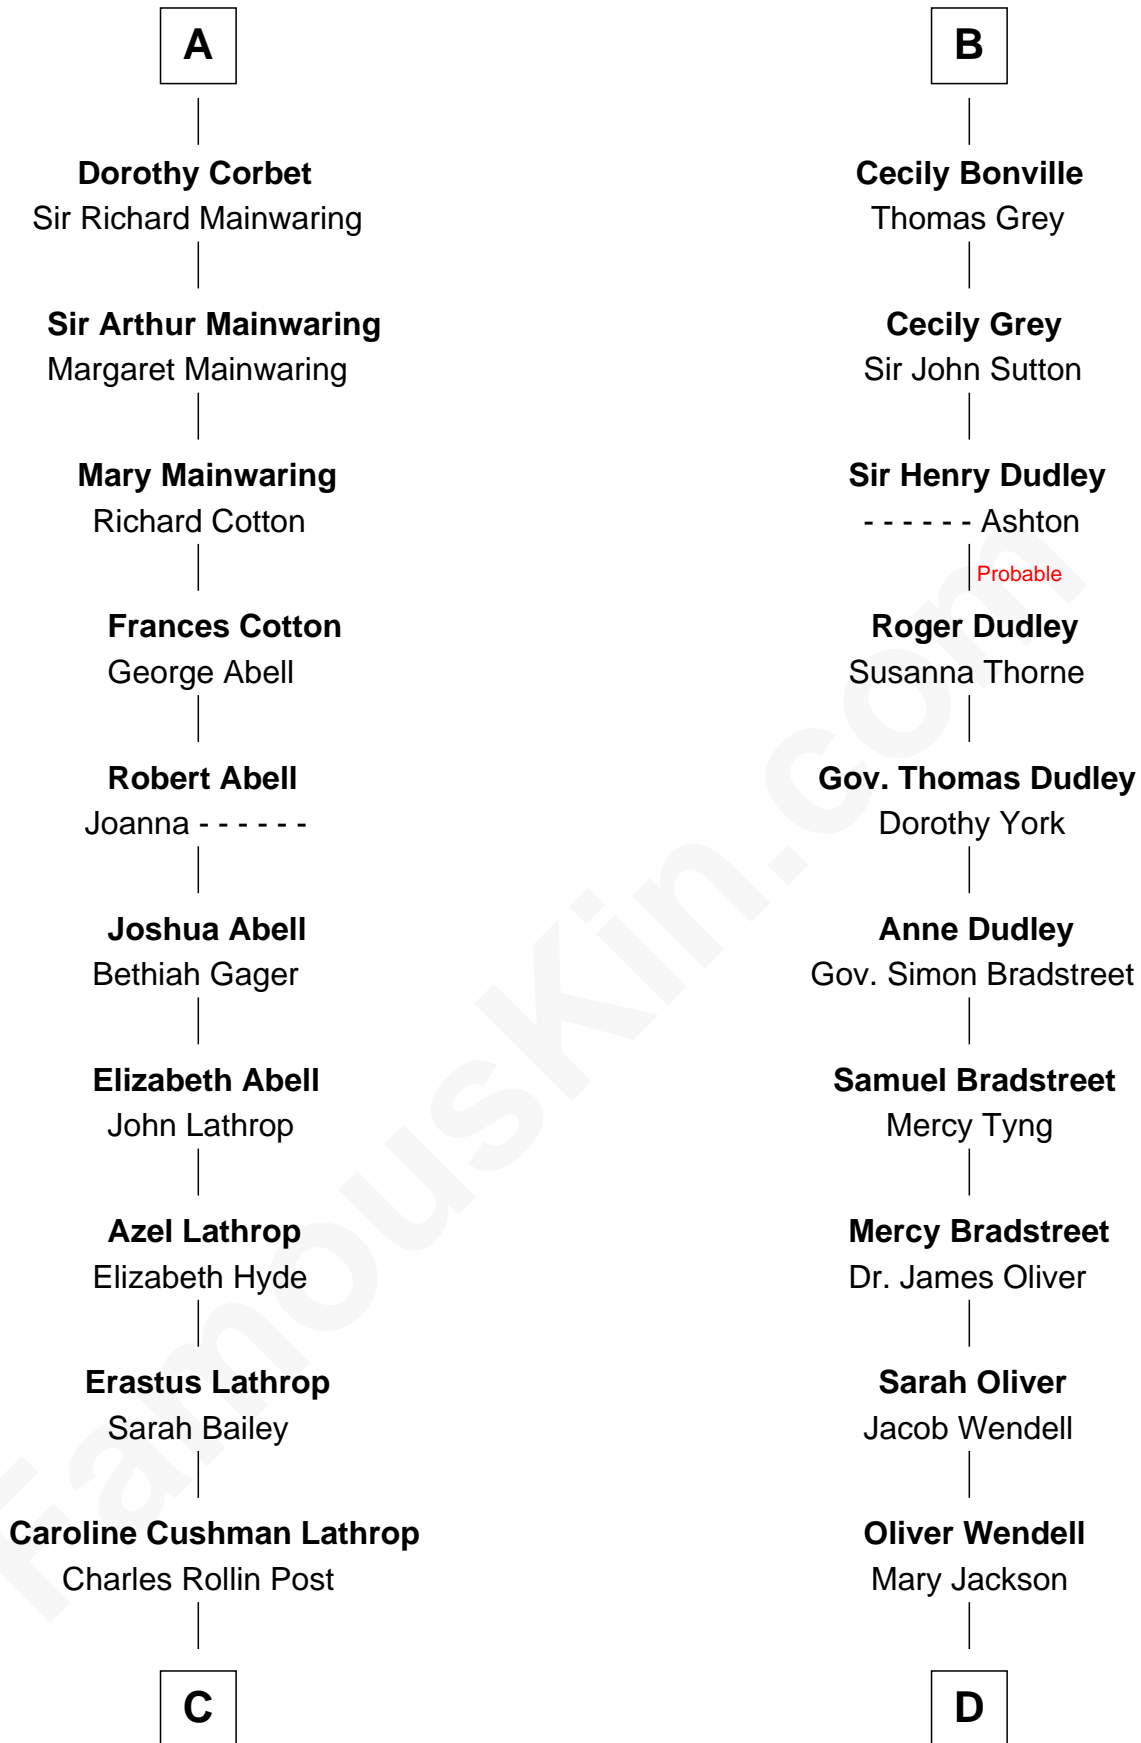 A
Dorothy Corbet
Sir Richard Mainwaring
Sir Arthur Mainwaring
Margaret Mainwaring
Mary Mainwaring
Richard Cotton
Frances Cotton
George Abell
Robert Abell
Joanna - - - - - -
Joshua Abell
Bethiah Gager
Elizabeth Abell
John Lathrop
Azel Lathrop
Elizabeth Hyde
Erastus Lathrop
Sarah Bailey
Caroline Cushman Lathrop
Charles Rollin Post
C
B
Cecily Bonville
Thomas Grey
Cecily Grey
Sir John Sutton
Sir Henry Dudley
- - - - - - Ashton
Probable
Roger Dudley
Susanna Thorne
Gov. Thomas Dudley
Dorothy York
Anne Dudley
Gov. Simon Bradstreet
Samuel Bradstreet
Mercy Tyng
Mercy Bradstreet
Dr. James Oliver
Sarah Oliver
Jacob Wendell
Oliver Wendell
Mary Jackson
D
FamousKin.com